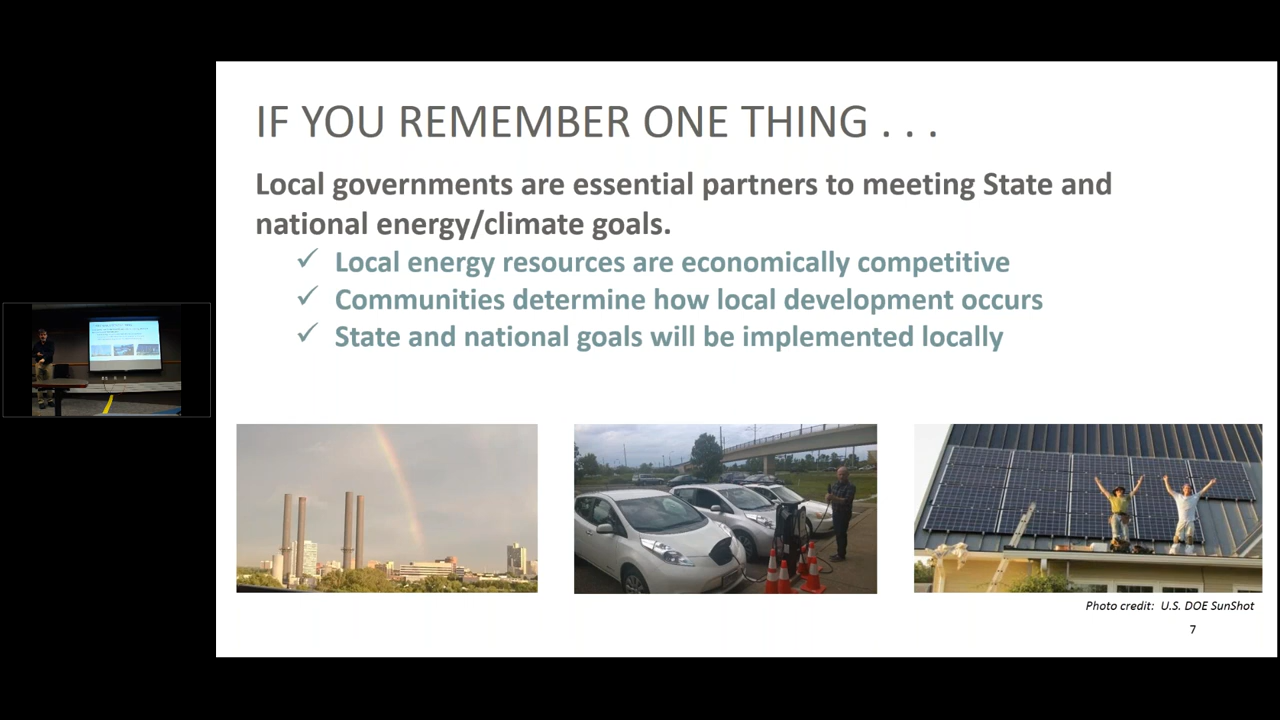 IF YOU REMEMBER ONE THING . . .
Local governments are essential partners to meeting State and
national energy/climate goals.
✓ Local energy resources are economically competitive
✓ Communities determine how local development occurs
✓ State and national goals will be implemented locally
Photo credit: U.S. DOE SunShot
7